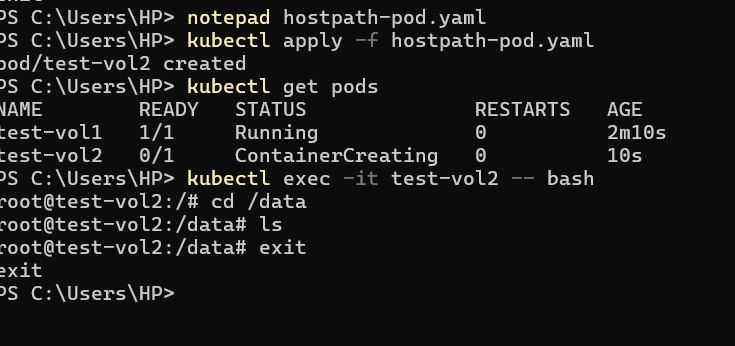 PS C:\Users\HP> notepad hostpath-pod.yaml
PS C:\Users\HP> kubectl apply -f hostpath-pod.yaml
pod/test-vol2 created
PS C:\Users\HP> kubectl get pods
NAME READY STATUS RESTARTS AGE
test-vol1 1/1 Running 0 2m10s
test-vol2 0/1 ContainerCreating 0 10s
PS C:\Users\HP> kubectl exec -it test-vol2 -- bash
root@test-vol2:/# cd /data
root@test-vol2:/data# ls
root@test-vol2:/data# exit
exit
PS C:\Users\HP>